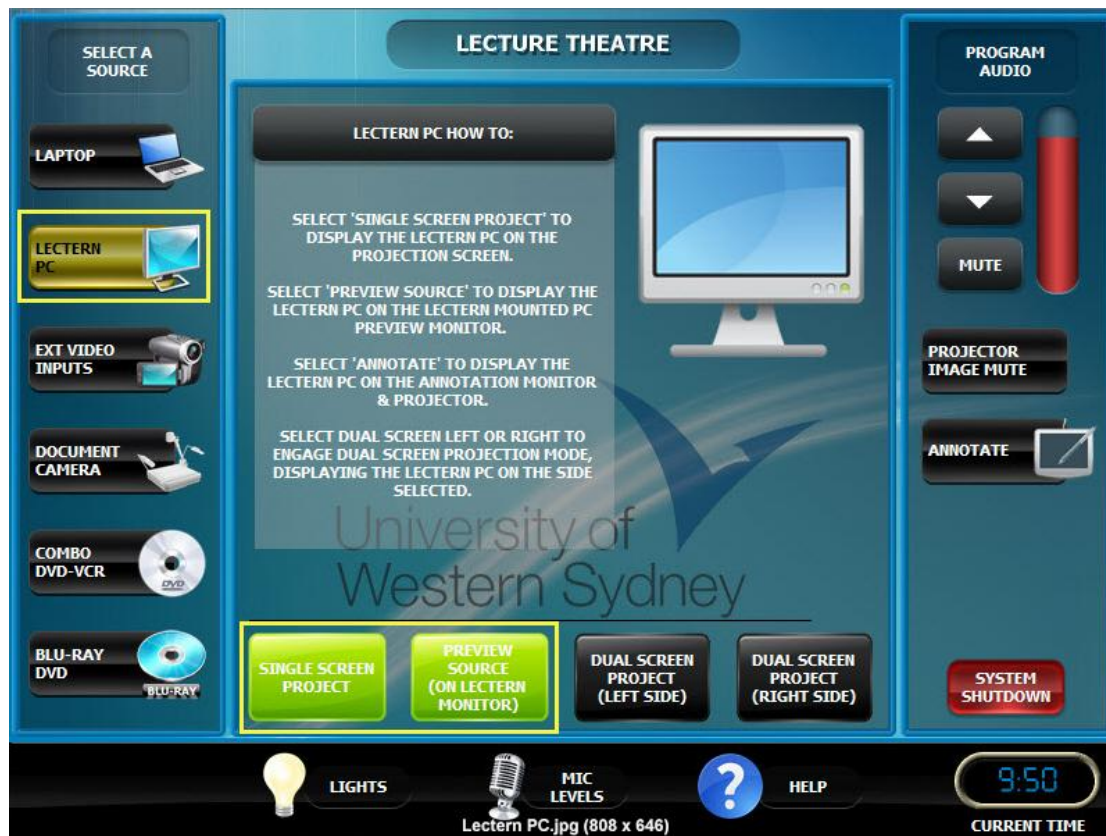 SELECT A
SOURCE
LAPTOP
LECTERN
PC
EXT VIDEO
INPUTS
DOCUMENT
CAMERA
COMBO
DVD-VCR
DVD
BLU-RAY
DVD
BLU-RAY
LECTURE THEATRE
LECTERN PC HOW TO:
SELECT 'SINGLE SCREEN PROJECT' TO
DISPLAY THE LECTERN PC ON THE
PROJECTION SCREEN.
SELECT 'PREVIEW SOURCE' TO DISPLAY THE
LECTERN PC ON THE LECTERN MOUNTED PC
PREVIEW MONITOR.
SELECT 'ANNOTATE' TO DISPLAY THE
LECTERN PC ON THE ANNOTATION MONITOR
& PROJECTOR.
SELECT DUAL SCREEN LEFT OR RIGHT TO
ENGAGE DUAL SCREEN PROJECTION MODE,
DISPLAYING THE LECTERN PC ON THE SIDE
SELECTED.
University of
Western Sydney
SINGLE SCREEN
PROJECT
PREVIEW
SOURCE
(ON LECTERN
MONITOR)
DUAL SCREEN
PROJECT
(LEFT SIDE)
DUAL SCREEN
PROJECT
(RIGHT SIDE)
PROGRAM
AUDIO
MUTE
PROJECTOR
IMAGE MUTE
ANNOTATE
SYSTEM
SHUTDOWN
LIGHTS
MIC
LEVELS
? HELP
9:50
CURRENT TIME
Lectern PC.jpg (808 x 646)